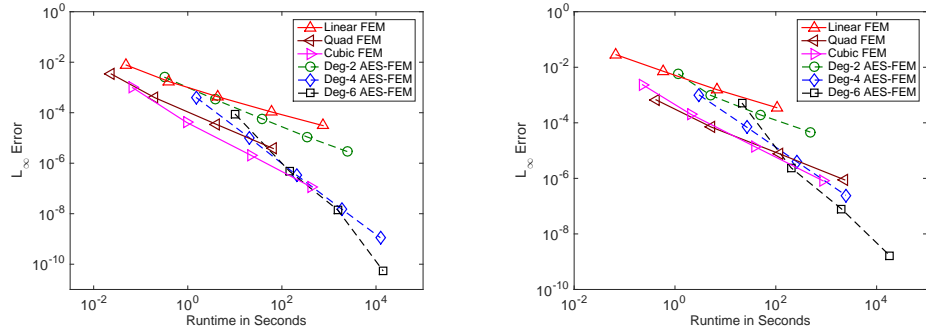 10^-2
10^-4
10^-6
10^-8
10^-10
L∞ Error
10^-2
10^0
10^2
10^4
Runtime in Seconds
Linear FEM
Quad FEM
Cubic FEM
Deg-2 AES-FEM
Deg-4 AES-FEM
Deg-6 AES-FEM
10^0
10^-2
10^-4
10^-6
10^-8
10^-10
L∞ Error
10^-2
10^0
10^2
10^4
Runtime in Seconds
Linear FEM
Quad FEM
Cubic FEM
Deg-2 AES-FEM
Deg-4 AES-FEM
Deg-6 AES-FEM
10^0